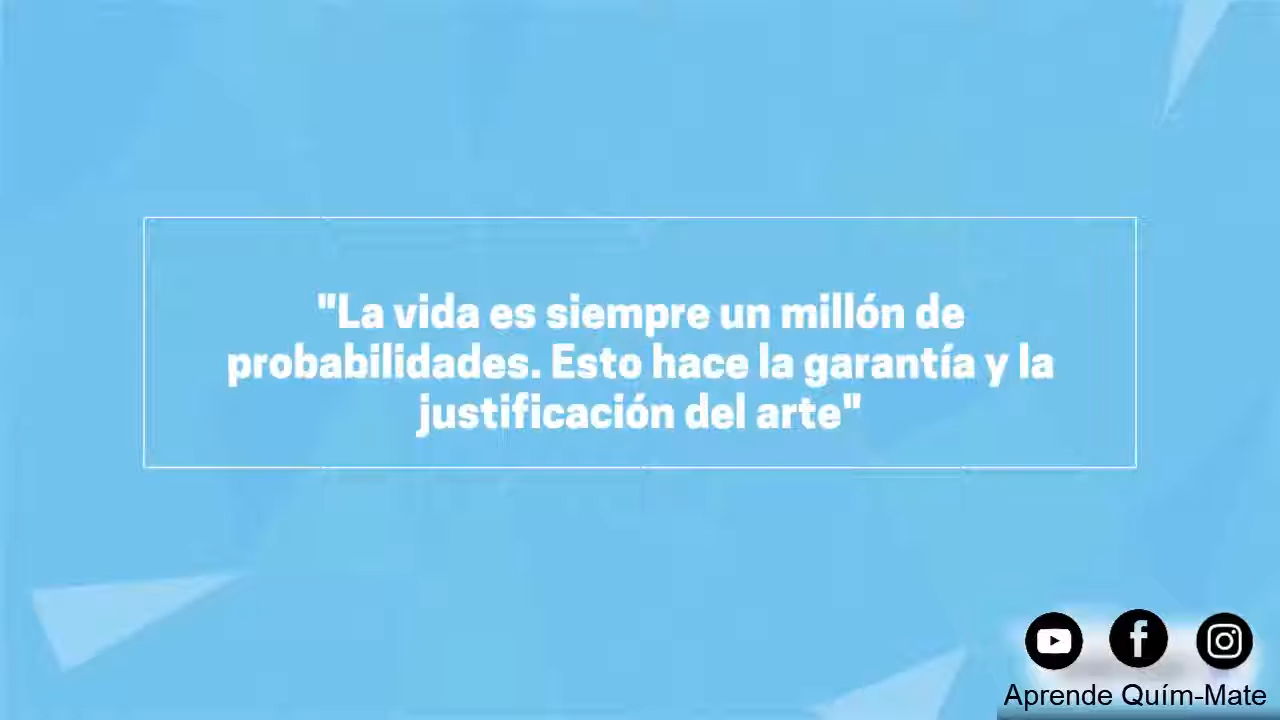 "La vida es siempre un millón de
probabilidades. Esto hace la garantía y la
justificación del arte"
Aprende Quím-Mate